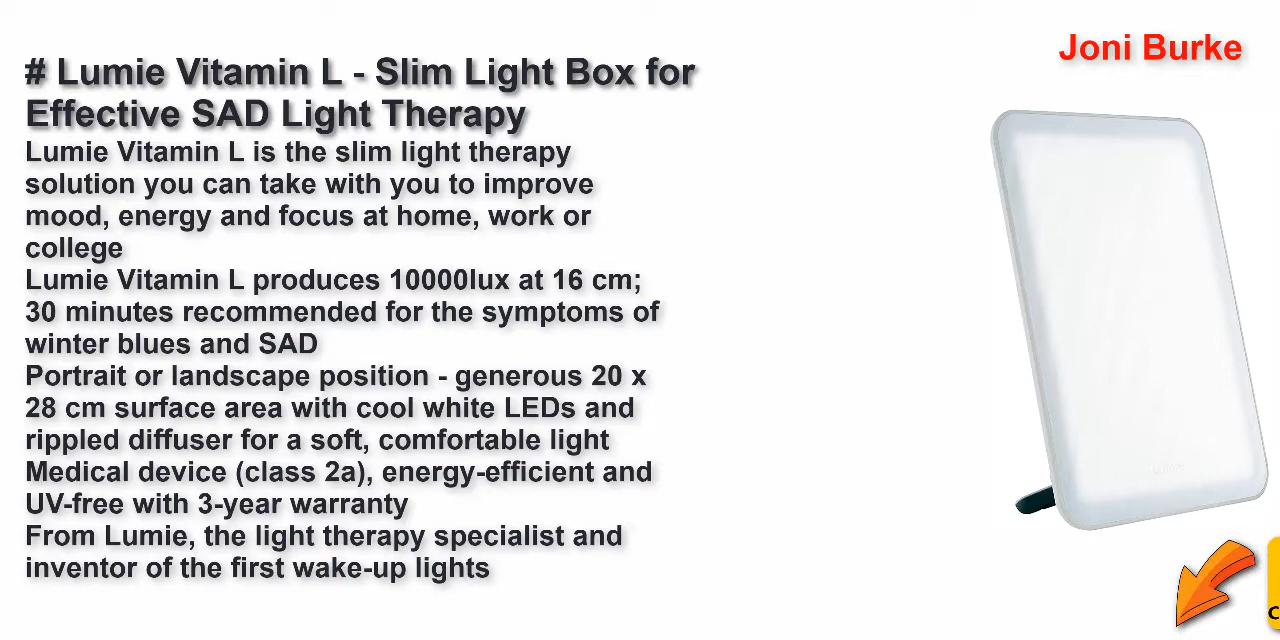 Joni Burke
# Lumie Vitamin L - Slim Light Box for
Effective SAD Light Therapy
Lumie Vitamin L is the slim light therapy
solution you can take with you to improve
mood, energy and focus at home, work or
college
Lumie Vitamin L produces 10000lux at 16 cm;
30 minutes recommended for the symptoms of
winter blues and SAD
Portrait or landscape position - generous 20 x
28 cm surface area with cool white LEDs and
rippled diffuser for a soft, comfortable light
Medical device (class 2a), energy-efficient and
UV-free with 3-year warranty
From Lumie, the light therapy specialist and
inventor of the first wake-up lights